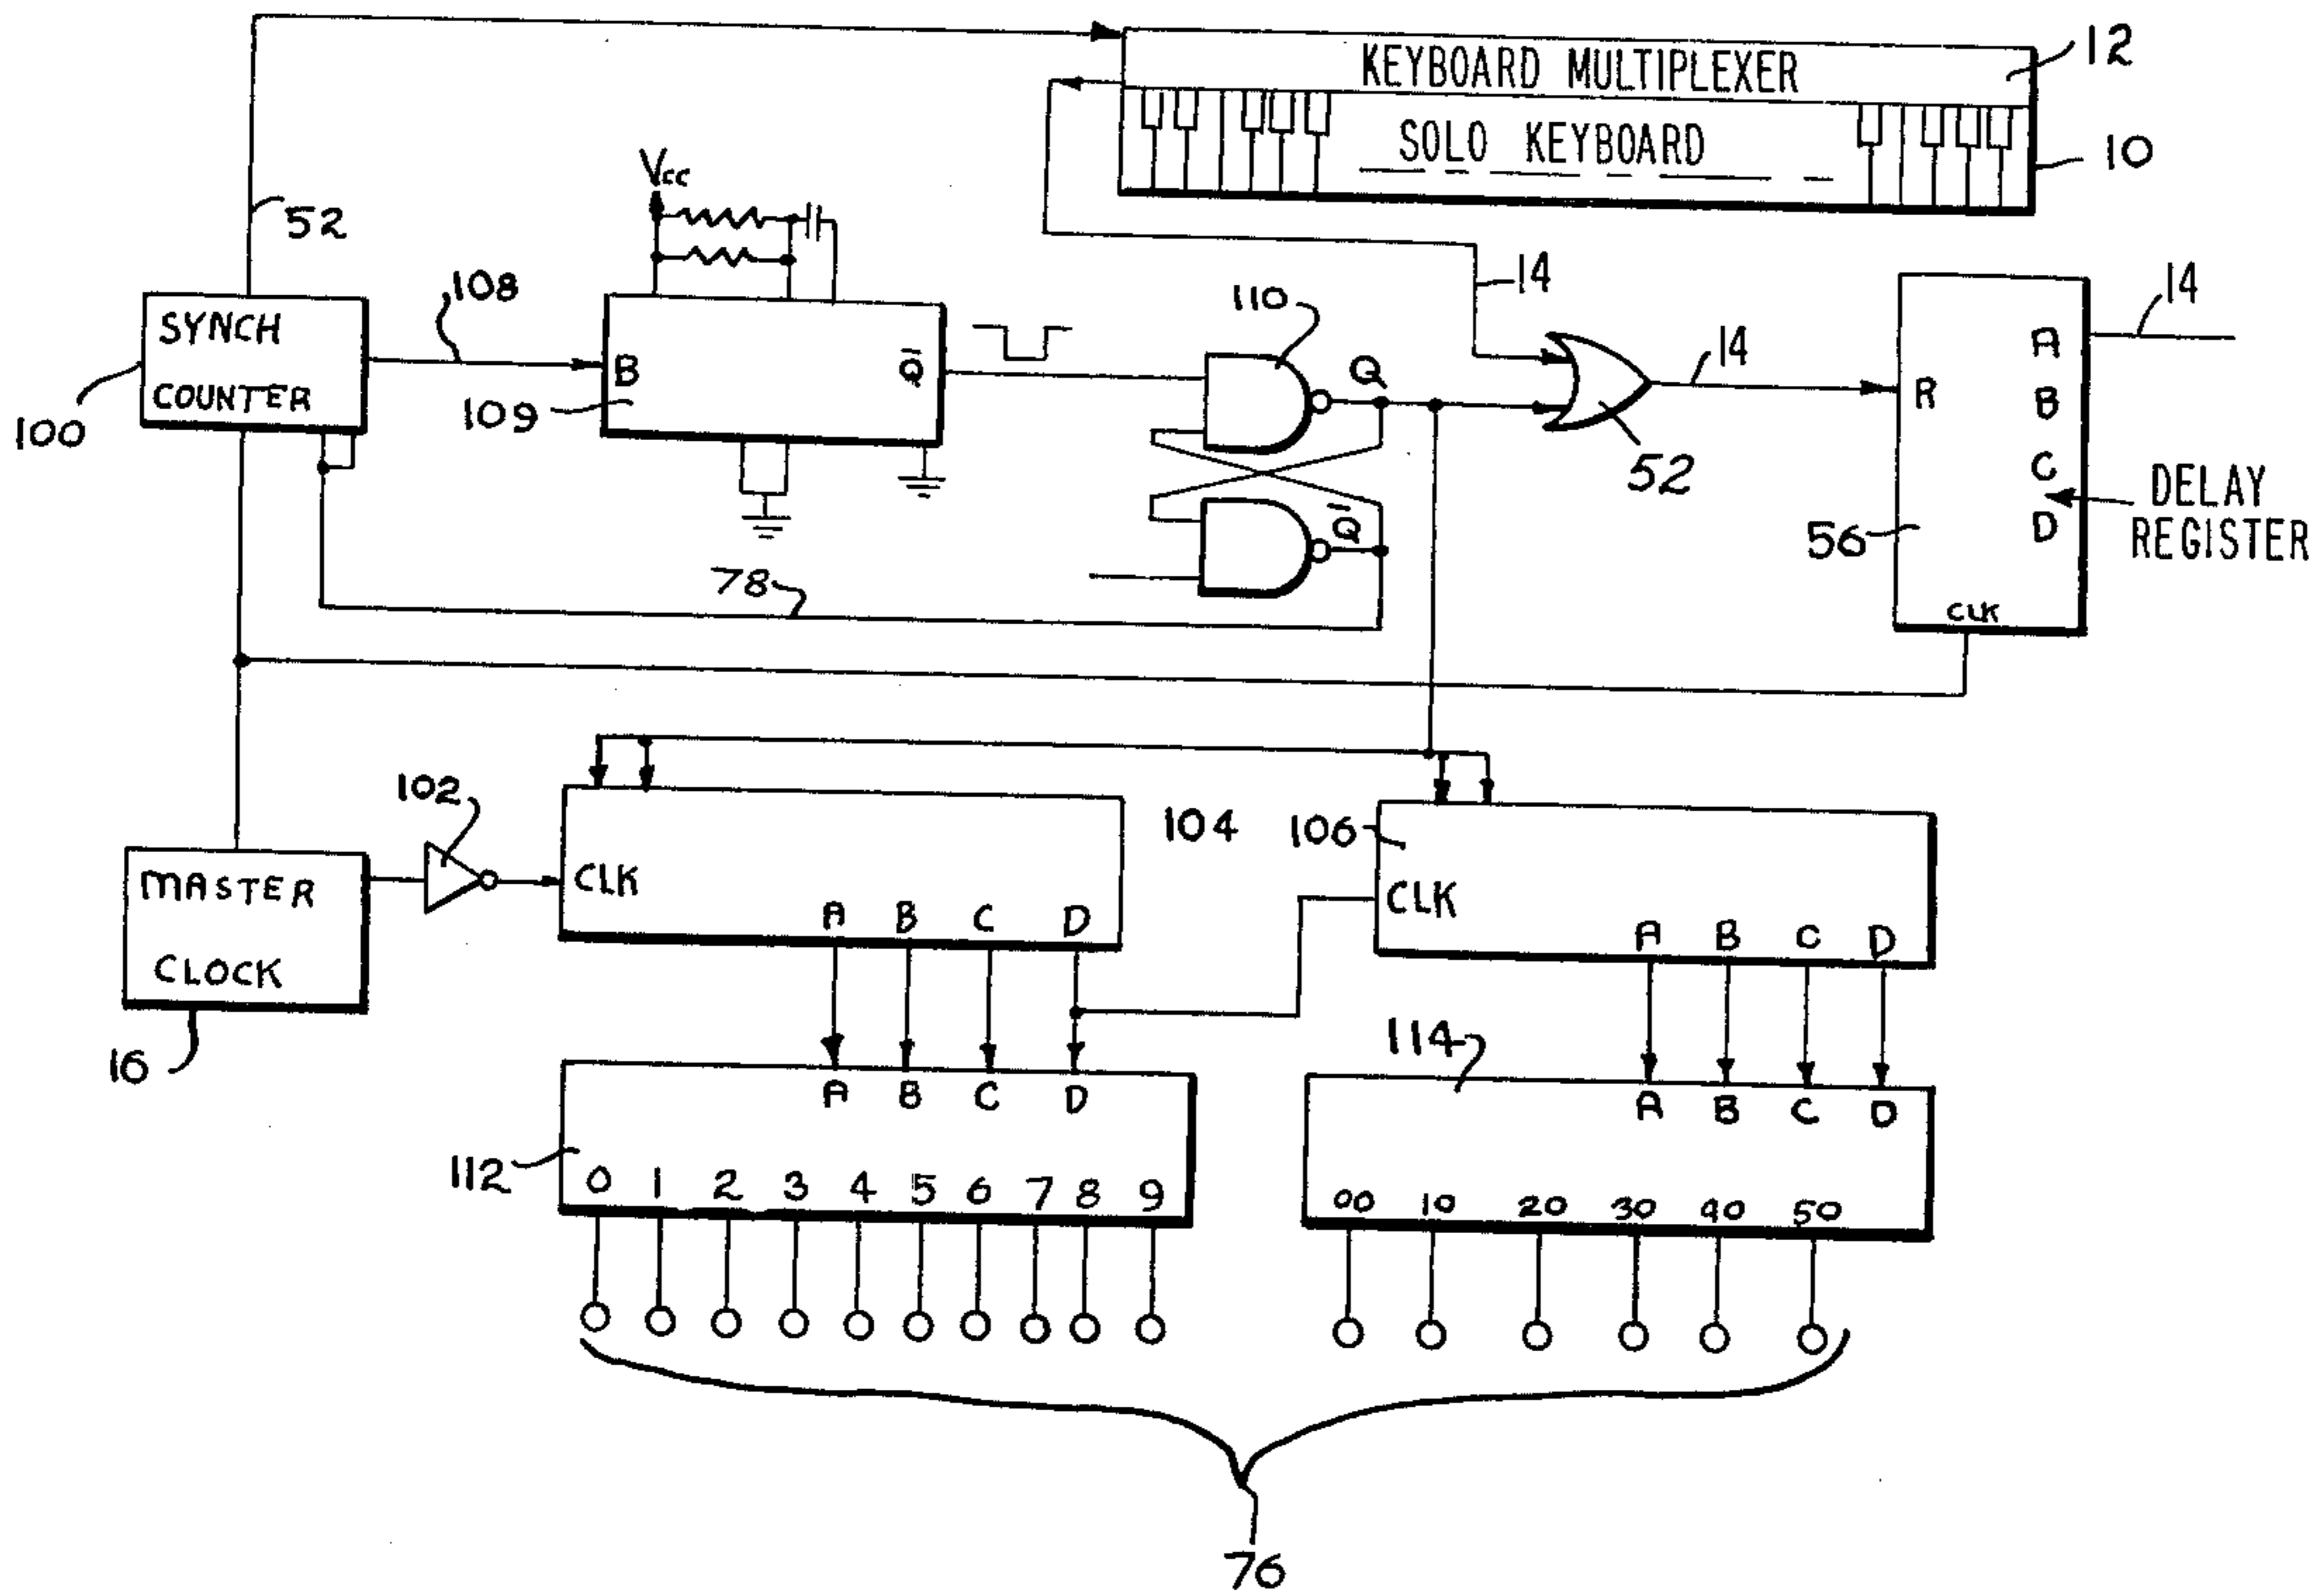 KEYBOARD MULTIPLEXER
12
SOLO KEYBOARD
10
Vcc
52
108
SYNCH
COUNTER
100
B
Q̅
109
110
Q
Q̅
14
14
52
R
A
B
C
D
CLK
14
56
DELAY
REGISTER
78
102
MASTER
CLOCK
16
CLK
A B C D
104
106
CLK
A B C D
A B C D
112
0 1 2 3 4 5 6 7 8 9
114
A B C D
00 10 20 30 40 50
76